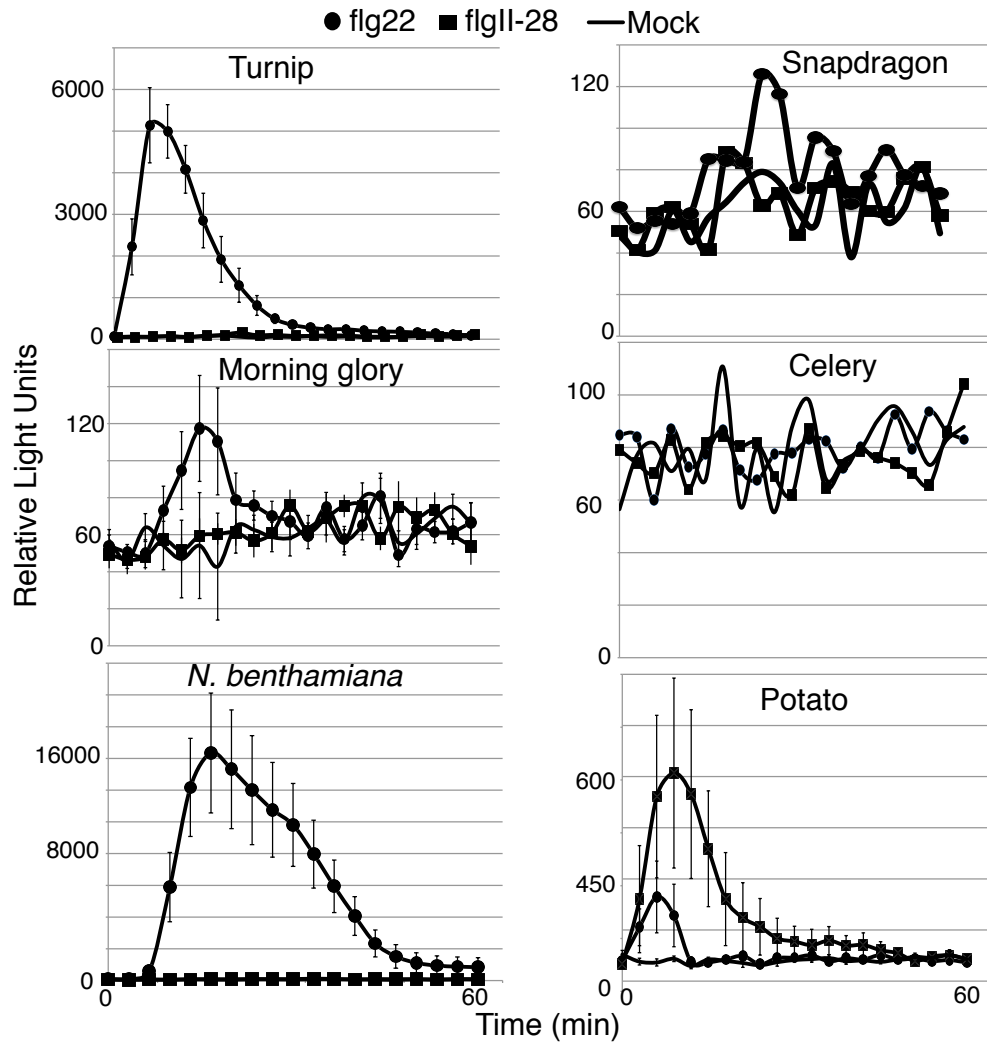 flg22 flgII-28 Mock
Turnip
6000
3000
0
Snapdragon
120
60
0
Relative Light Units
Morning glory
120
60
0
Celery
100
60
0
N. benthamiana
16000
8000
0
0 60
Potato
600
450
0
0 60
Time (min)